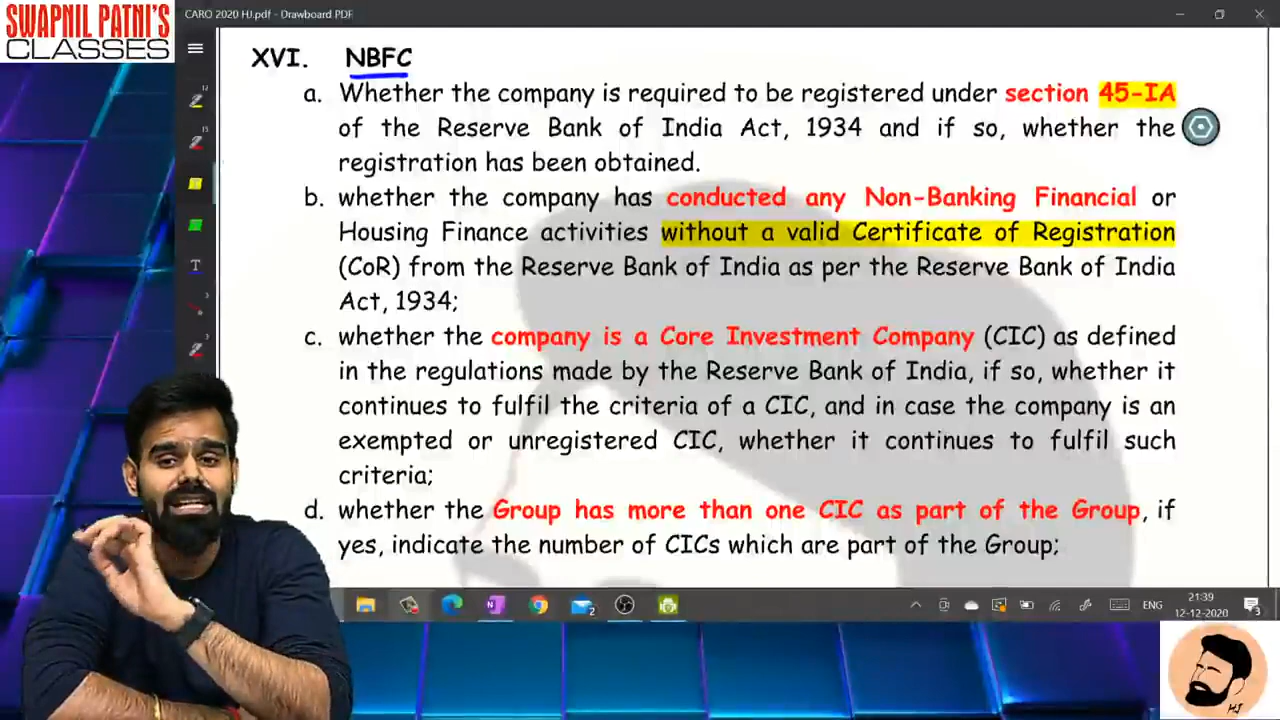 SWAPNIL PATNI'S
CLASSES
CARO 2020 HJ.pdf - Drawboard PDF
XVI. NBFC
a. Whether the company is required to be registered under section 45-IA
of the Reserve Bank of India Act, 1934 and if so, whether the
registration has been obtained.
b. whether the company has conducted any Non-Banking Financial or
Housing Finance activities without a valid Certificate of Registration
(CoR) from the Reserve Bank of India as per the Reserve Bank of India
Act, 1934;
c. whether the company is a Core Investment Company (CIC) as defined
in the regulations made by the Reserve Bank of India, if so, whether it
continues to fulfil the criteria of a CIC, and in case the company is an
exempted or unregistered CIC, whether it continues to fulfil such
criteria;
d. whether the Group has more than one CIC as part of the Group, if
yes, indicate the number of CICs which are part of the Group;
ENG
21:39
12-12-2020
HJ